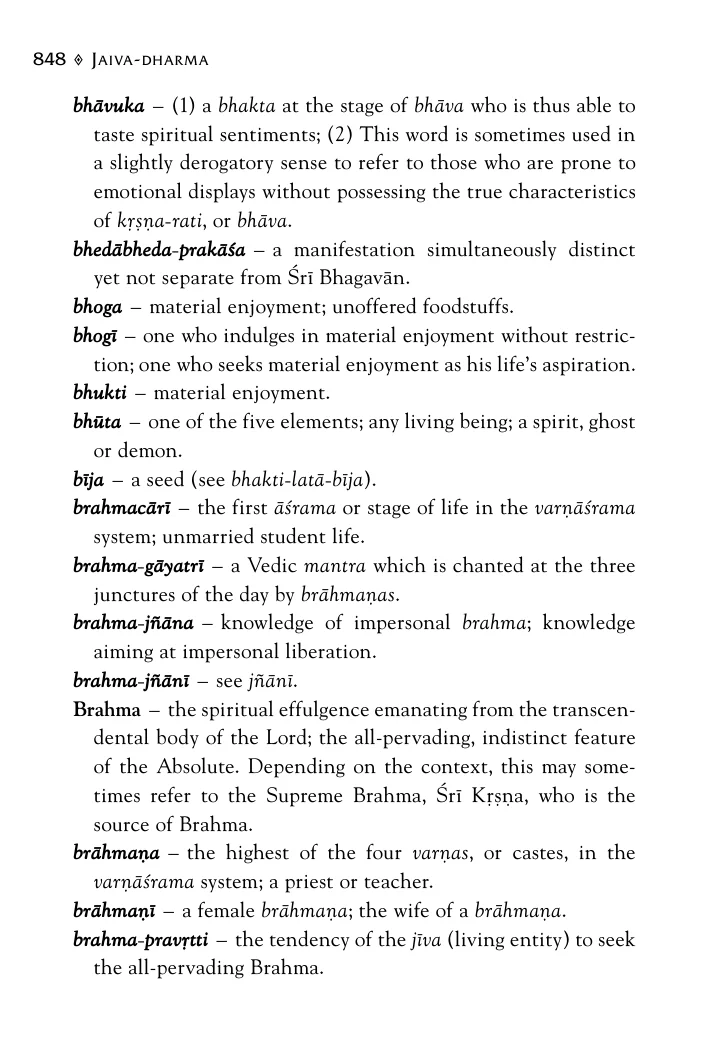 848 ◊ Jaiva-dharma
bhāvuka – (1) a bhakta at the stage of bhāva who is thus able to
taste spiritual sentiments; (2) This word is sometimes used in
a slightly derogatory sense to refer to those who are prone to
emotional displays without possessing the true characteristics
of kṛṣṇa-rati, or bhāva.
bhedābheda-prakāśa – a manifestation simultaneously distinct
yet not separate from Śrī Bhagavān.
bhoga – material enjoyment; unoffered foodstuffs.
bhogī – one who indulges in material enjoyment without restric-
tion; one who seeks material enjoyment as his life’s aspiration.
bhukti – material enjoyment.
bhūta – one of the five elements; any living being; a spirit, ghost
or demon.
bīja – a seed (see bhakti-latā-bīja).
brahmacārī – the first āśrama or stage of life in the varṇāśrama
system; unmarried student life.
brahma-gāyatrī – a Vedic mantra which is chanted at the three
junctures of the day by brāhmaṇas.
brahma-jñāna – knowledge of impersonal brahma; knowledge
aiming at impersonal liberation.
brahma-jñānī – see jñānī.
Brahma – the spiritual effulgence emanating from the transcen-
dental body of the Lord; the all-pervading, indistinct feature
of the Absolute. Depending on the context, this may some-
times refer to the Supreme Brahma, Śrī Kṛṣṇa, who is the
source of Brahma.
brāhmaṇa – the highest of the four varṇas, or castes, in the
varṇāśrama system; a priest or teacher.
brāhmaṇī – a female brāhmaṇa; the wife of a brāhmaṇa.
brahma-pravṛtti – the tendency of the jīva (living entity) to seek
the all-pervading Brahma.